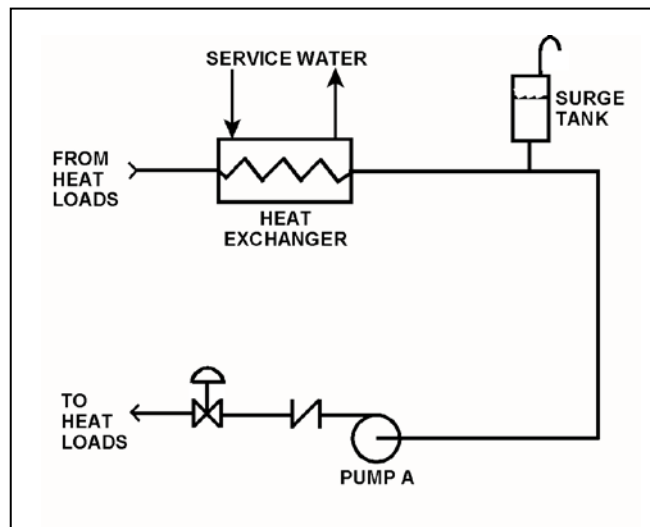 SERVICE WATER
SURGE
TANK
FROM
HEAT
LOADS
HEAT
EXCHANGER
TO
HEAT
LOADS
PUMP A